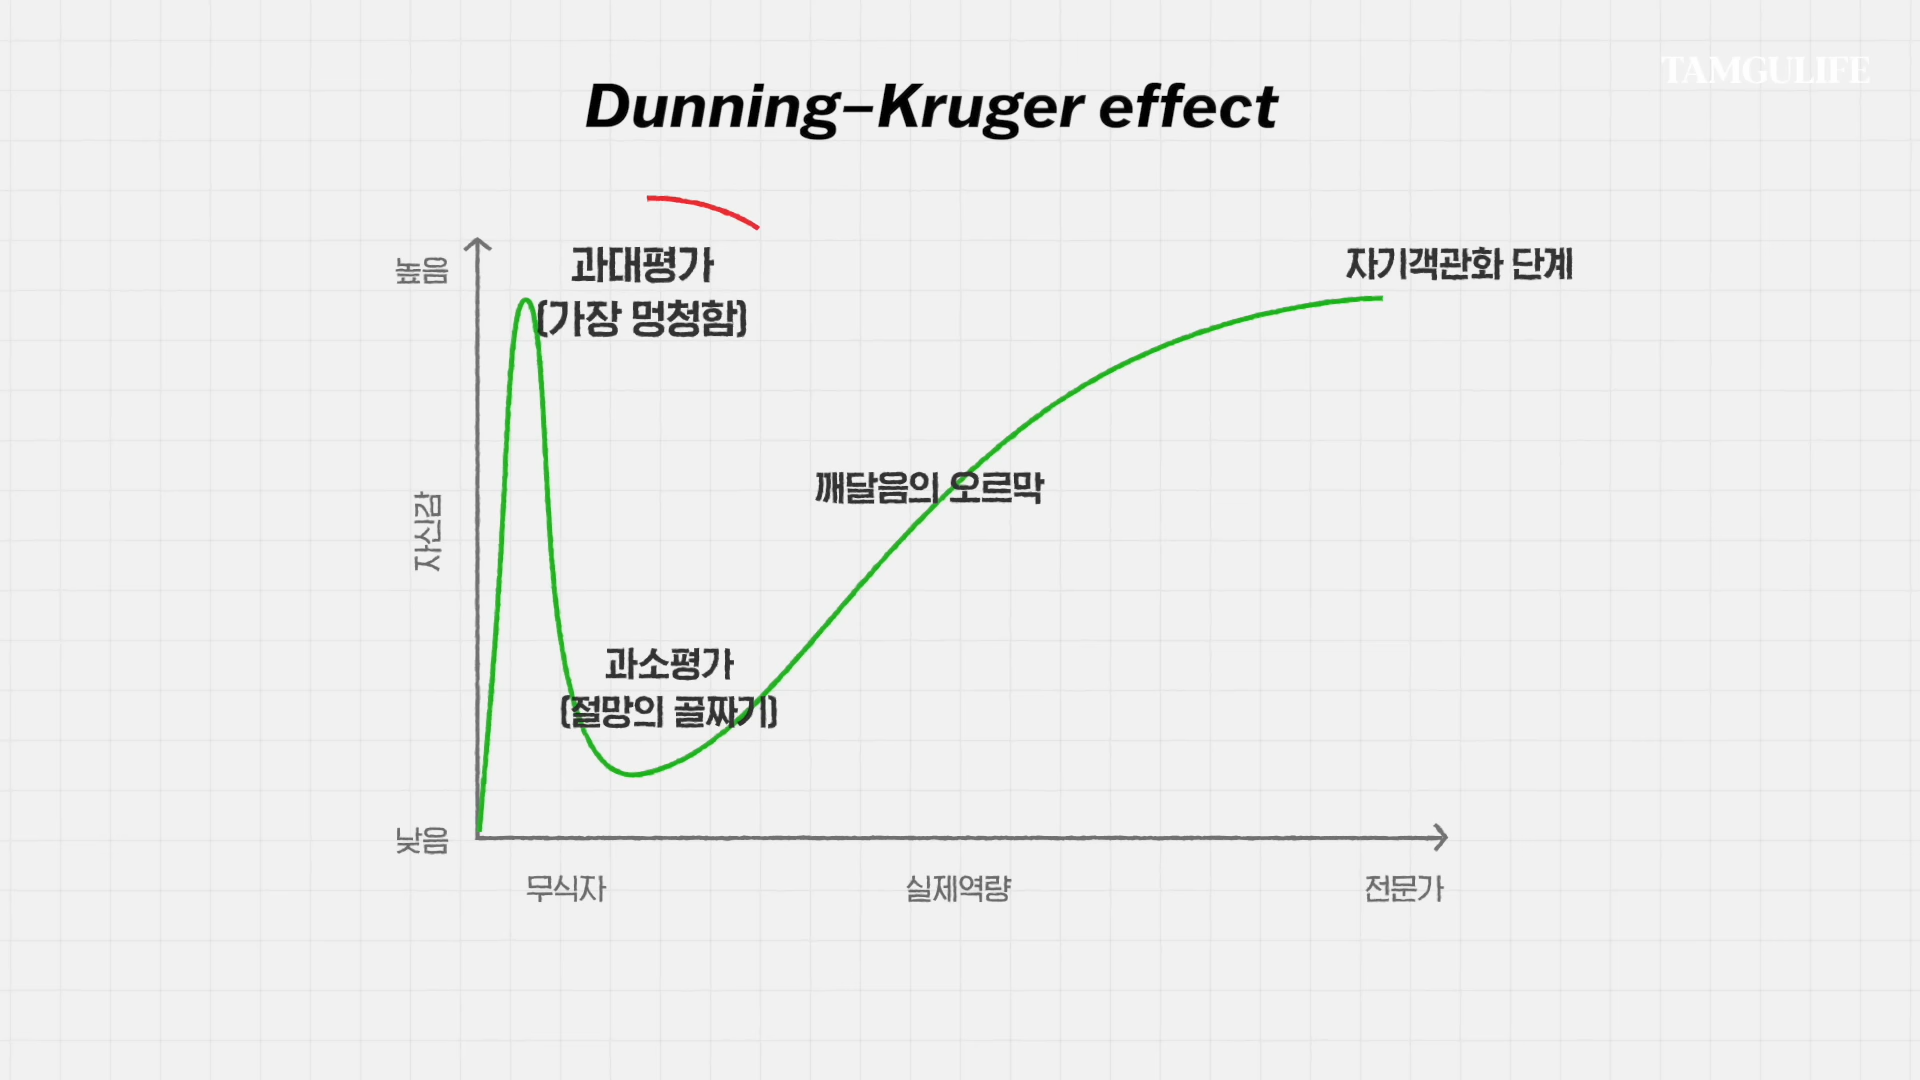 TAMGULIFE
Dunning–Kruger effect
높음
과대평가
(가장 멍청함)
자기객관화 단계
자신감
깨달음의 오르막
과소평가
(절망의 골짜기)
낮음
무식자
실제역량
전문가